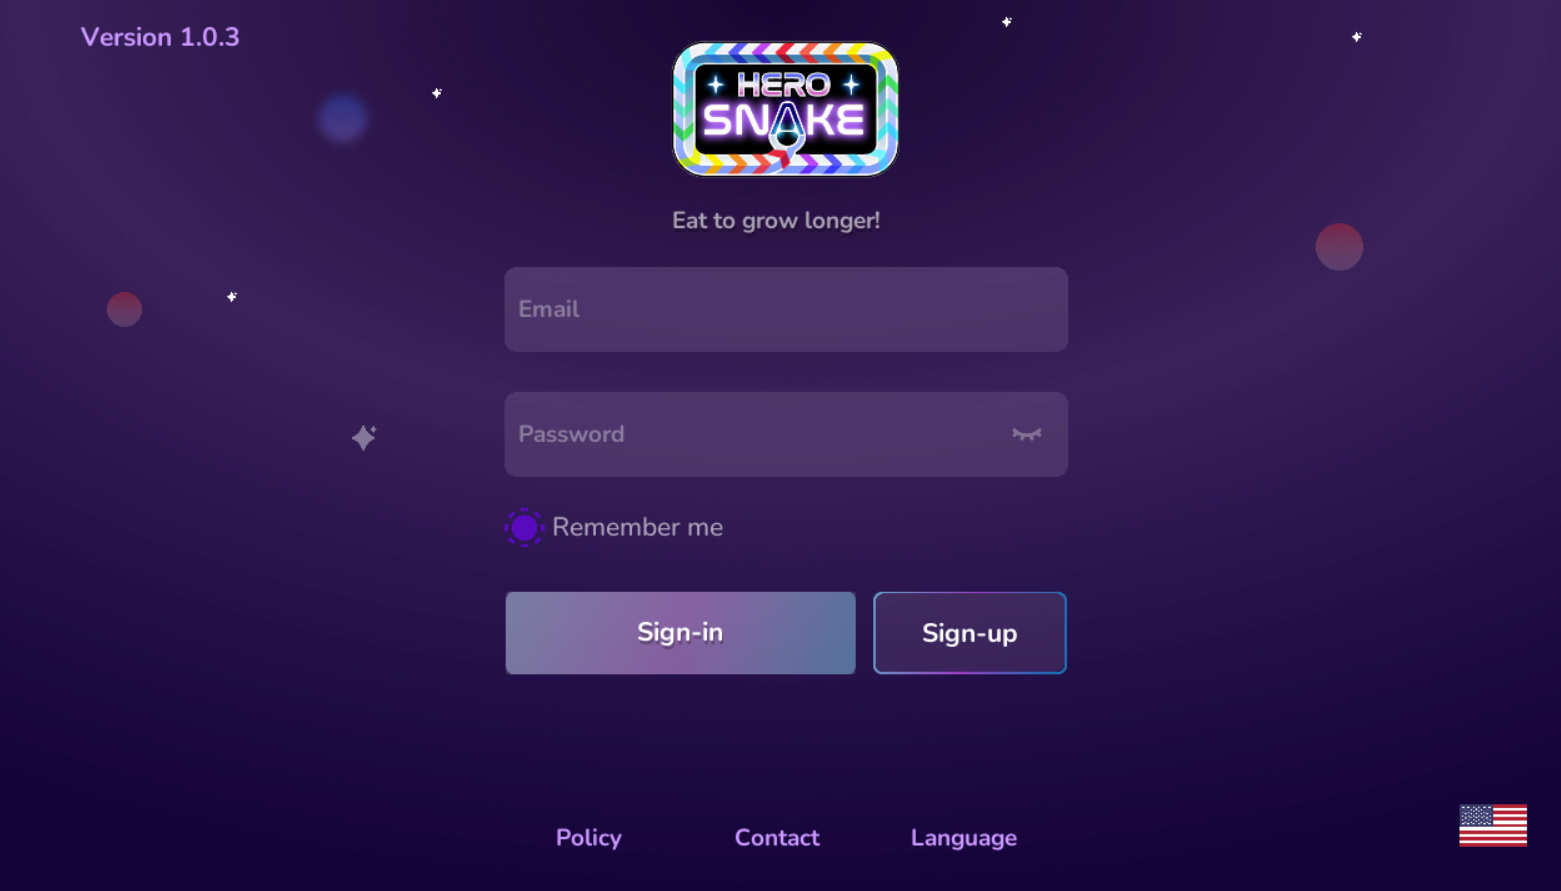 Version 1.0.3
HERO
SNAKE
Eat to grow longer!
Email
Password
Remember me
Sign-in
Sign-up
Policy
Contact
Language